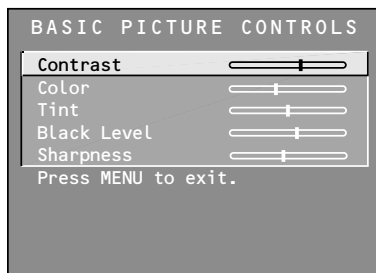 BASIC PICTURE CONTROLS
Contrast
Color
Tint
Black Level
Sharpness
Press MENU to exit.